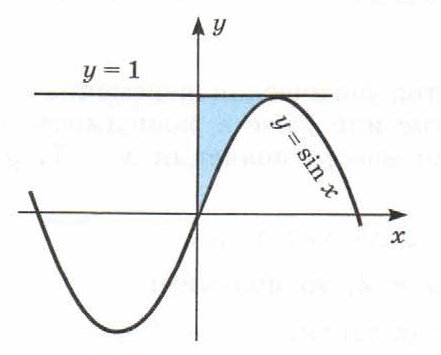 y
y = 1
y = sin x
x